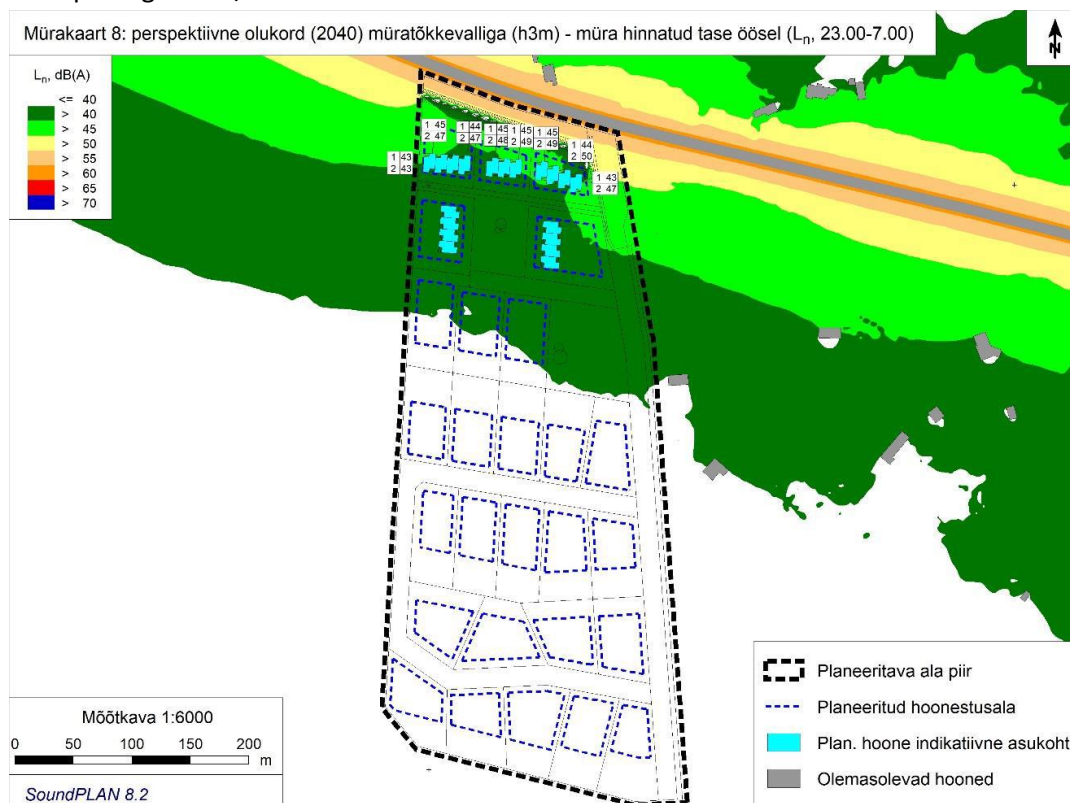 Mürakaart 8: perspektiivne olukord (2040) müratõkkevalliga (h3m) - müra hinnatud tase öösel (Ln, 23.00-7.00)
N
Ln, dB(A)
<= 40
> 40
> 45
> 50
> 55
> 60
> 65
> 70
1 45
2 47
1 44
2 47
1 45
2 48
1 45
2 49
1 45
2 49
1 44
2 50
1 43
2 43
1 43
2 47
Mõõtkava 1:6000
0 50 100 150 200
m
SoundPLAN 8.2
Planeeritava ala piir
Planeeritud hoonestusala
Plan. hoone indikatiivne asukoht
Olemasolevad hooned